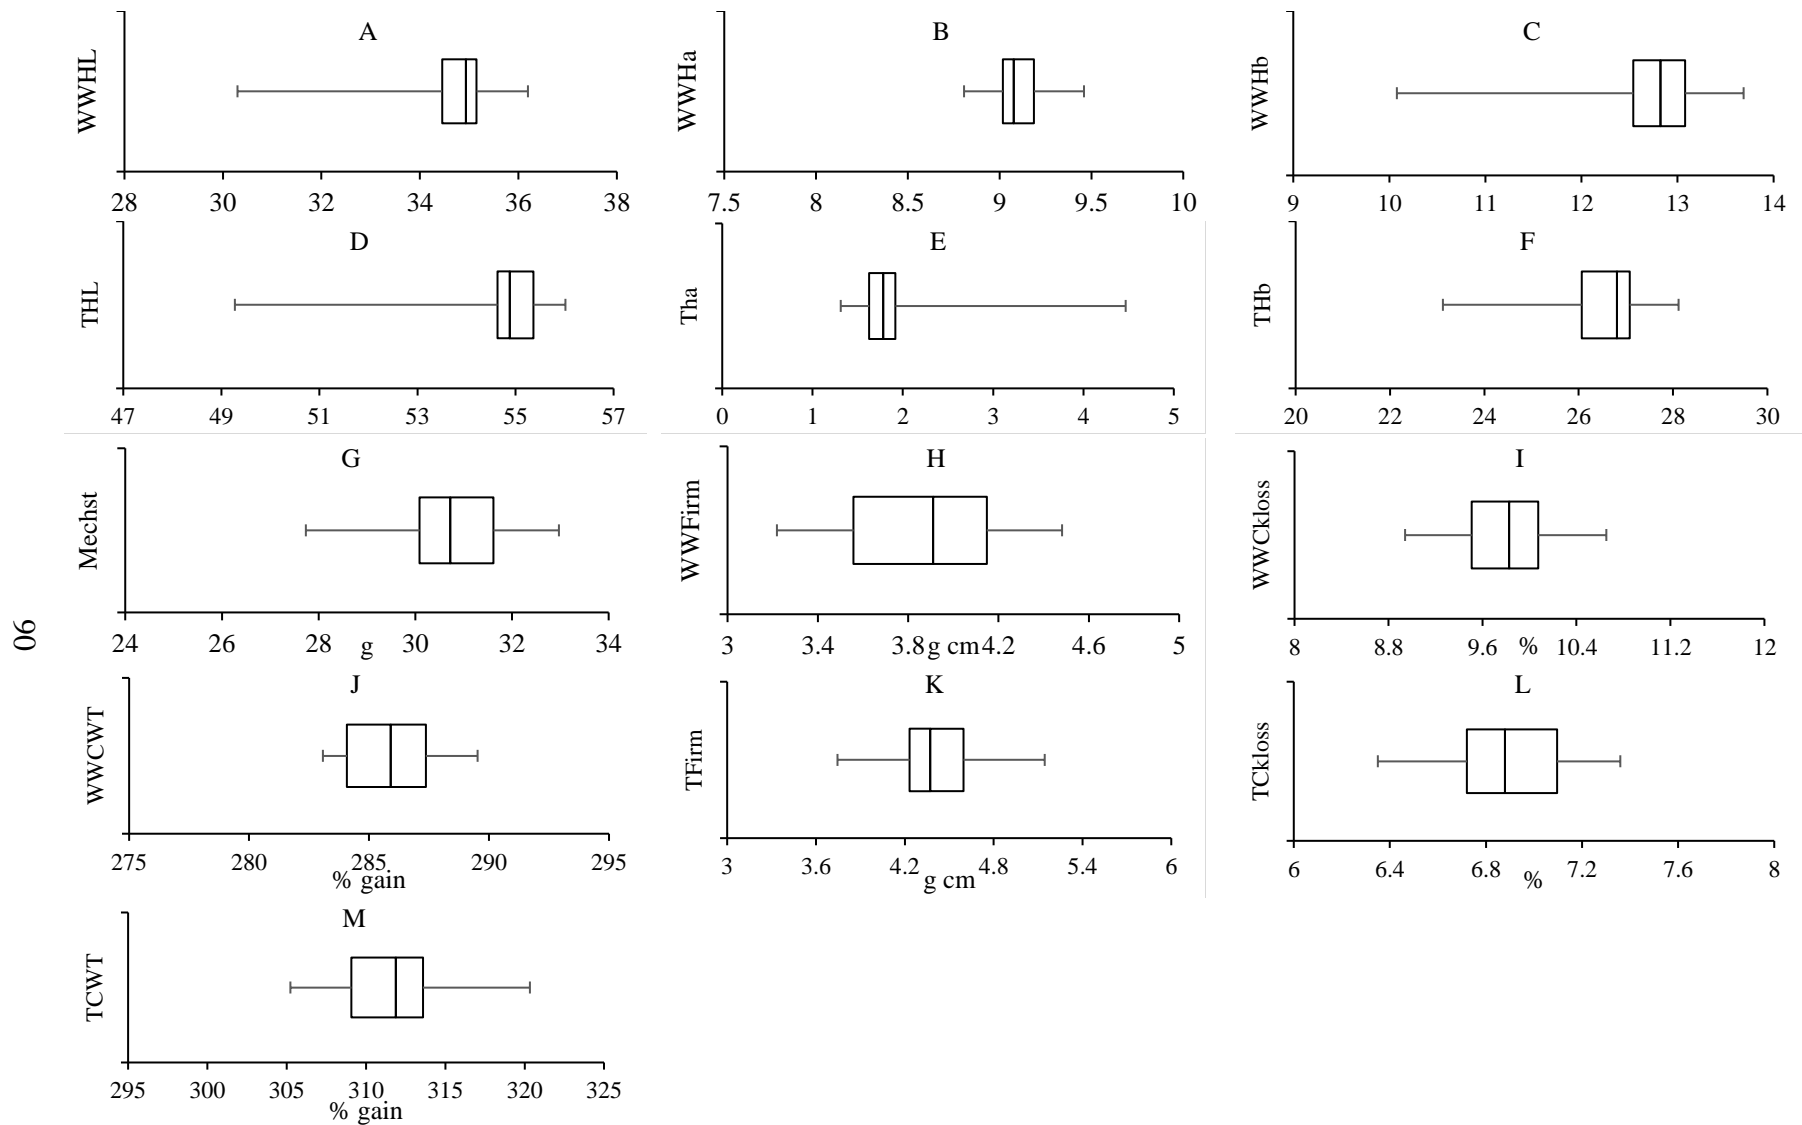 A
WWHL
28 30 32 34 36 38
B
WWHa
7.5 8 8.5 9 9.5 10
C
WWHb
9 10 11 12 13 14
D
THL
47 49 51 53 55 57
E
Tha
0 1 2 3 4 5
F
THb
20 22 24 26 28 30
G
Mechst
24 26 28 g 30 32 34
H
WWFirm
3 3.4 3.8 g cm 4.2 4.6 5
I
WWCkloss
8 8.8 9.6 % 10.4 11.2 12
90
J
WWCWT
275 280 285 290 295
% gain
K
TFirm
3 3.6 4.2 4.8 5.4 6
g cm
L
TCkloss
6 6.4 6.8 7.2 7.6 8
%
M
TCWT
295 300 305 310 315 320 325
% gain